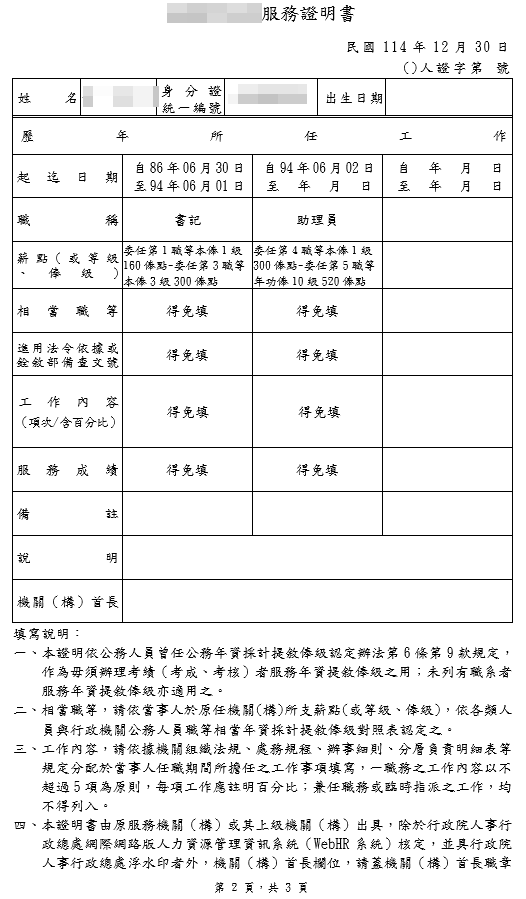 服務證明書
民國 114 年 12 月 30 日
()人證字第 號
姓名 身分證統一編號 出生日期
歷年所任工作
起迄日期 自 86 年 06 月 30 日 至 94 年 06 月 01 日 自 94 年 06 月 02 日 至 年 月 日 自 年 月 日 至 年 月 日
職稱 書記 助理員
薪點(或等級、俸級) 委任第 1 職等本俸 1 級 160 俸點-委任第 3 職等本俸 3 級 300 俸點 委任第 4 職等本俸 1 級 300 俸點-委任第 5 職等年功俸 10 級 520 俸點
相當職等 得免填 得免填
進用法令依據或銓敘部備查文號 得免填 得免填
工作內容(項次/含百分比) 得免填 得免填
服務成績 得免填 得免填
備註
說明
機關(構)首長
填寫說明：
一、本證明依公務人員曾任公務年資採計提敘俸級認定辦法第 6 條第 9 款規定，
作為毋須辦理考績（考成、考核）者服務年資提敘俸級之用；未列有職系者
服務年資提敘俸級亦適用之。
二、相當職等，請依當事人於原任機關(構)所支薪點(或等級、俸級)，依各類人
員與行政機關公務人員職等相當年資採計提敘俸級對照表認定之。
三、工作內容，請依據機關組織法規、處務規程、辦事細則、分層負責明細表等
規定分配於當事人任職期間所擔任之工作事項填寫，一職務之工作內容以不
超過 5 項為原則，每項工作應註明百分比；兼任職務或臨時指派之工作，均
不得列入。
四、本證明書由原服務機關（構）或其上級機關（構）出具，除於行政院人事行
政總處網際網路版人力資源管理資訊系統（WebHR 系統）核定，並具行政院
人事行政總處浮水印者外，機關（構）首長欄位，請蓋機關（構）首長職章
第 2 頁，共 3 頁